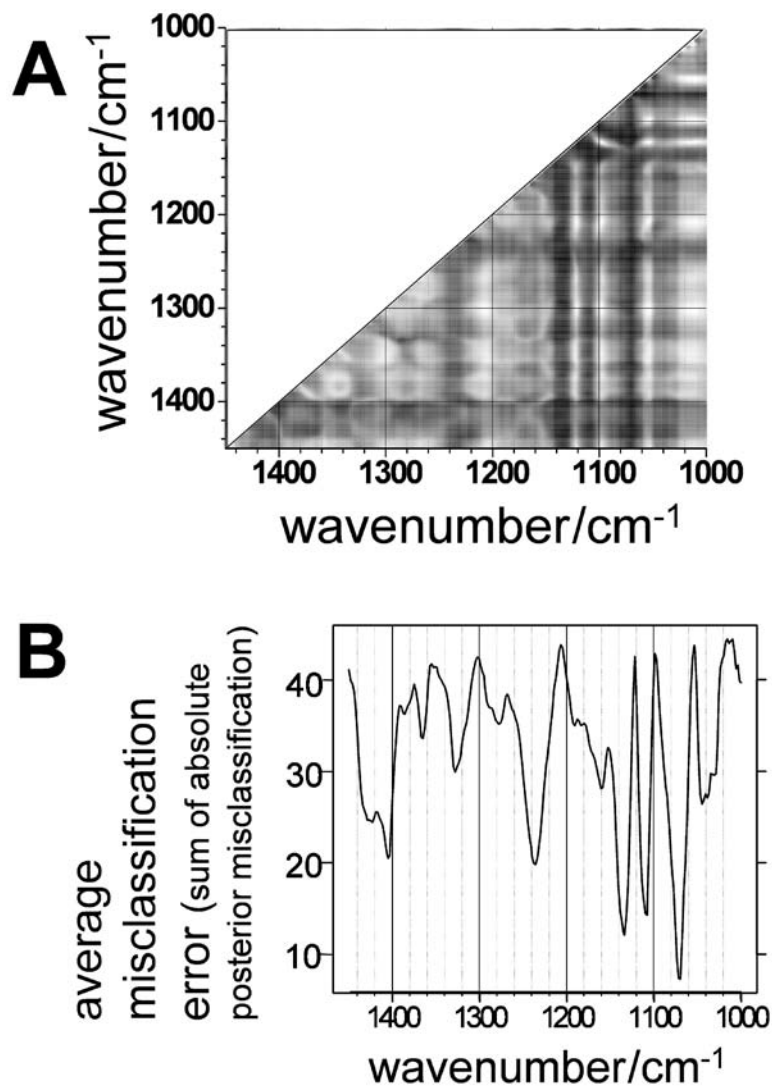 A
wavenumber/cm-1
1000
1100
1200
1300
1400
1400 1300 1200 1100 1000
wavenumber/cm-1
B
average
misclassification
error (sum of absolute
posterior misclassification)
40
30
20
10
1400 1300 1200 1100 1000
wavenumber/cm-1